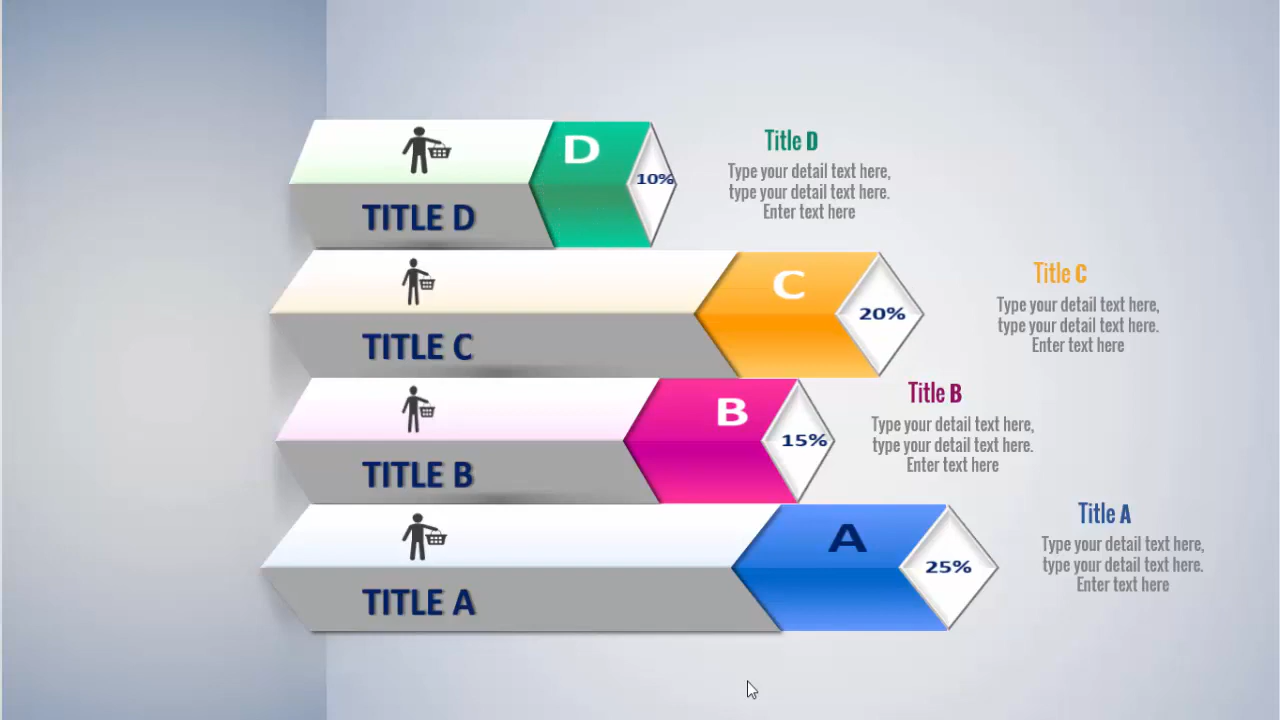 D
10%
TITLE D
Title D
Type your detail text here,
type your detail text here.
Enter text here
C
20%
TITLE C
Title C
Type your detail text here,
type your detail text here.
Enter text here
B
15%
TITLE B
Title B
Type your detail text here,
type your detail text here.
Enter text here
A
25%
TITLE A
Title A
Type your detail text here,
type your detail text here.
Enter text here